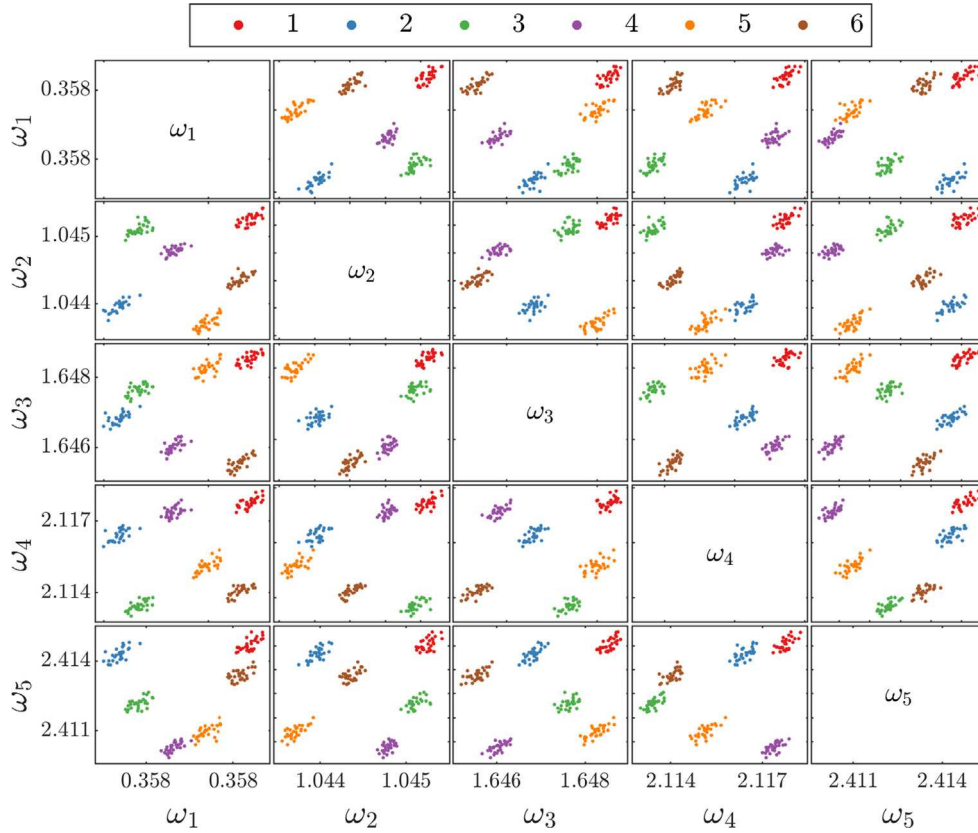 1 2 3 4 5 6
ω₁ 0.358 0.358 ω₁
ω₂ 1.045 1.044 ω₂
ω₃ 1.648 1.646 ω₃
ω₄ 2.117 2.114 ω₄
ω₅ 2.414 2.411 ω₅
0.358 0.358 1.044 1.045 1.646 1.648 2.114 2.117 2.411 2.414
ω₁ ω₂ ω₃ ω₄ ω₅